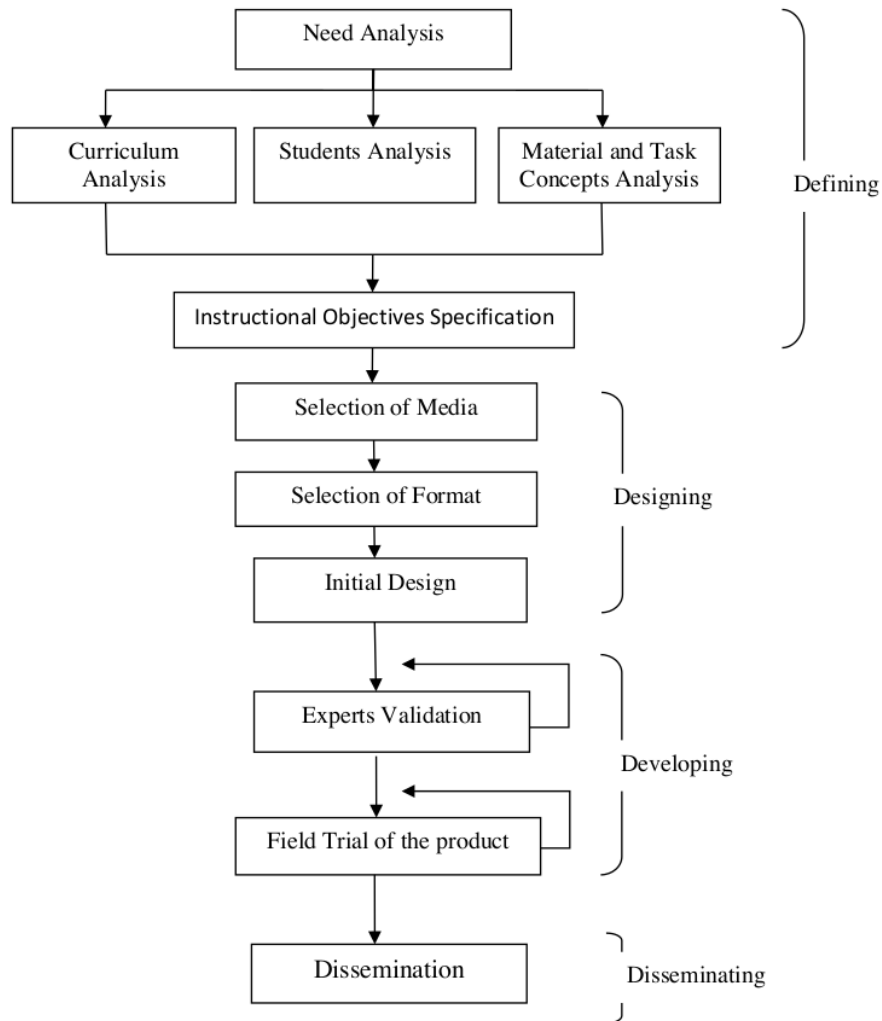 Need Analysis
Curriculum
Analysis
Students Analysis
Material and Task
Concepts Analysis
Defining
Instructional Objectives Specification
Selection of Media
Selection of Format
Designing
Initial Design
Experts Validation
Developing
Field Trial of the product
Dissemination
Disseminating